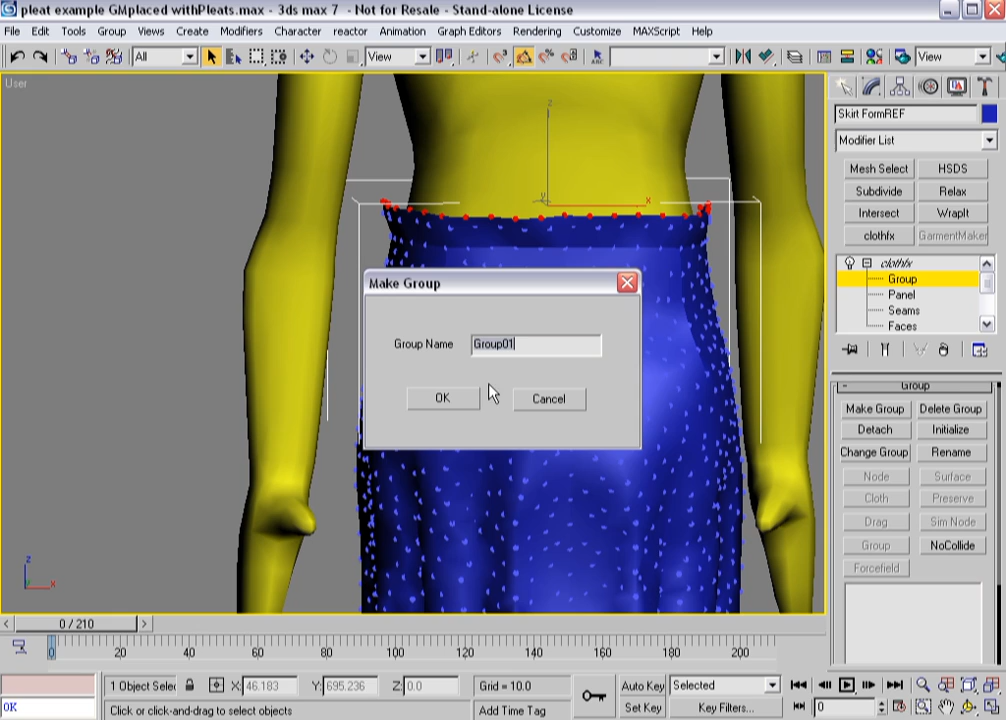 pleat example GMplaced withPleats.max - 3ds max 7 - Not for Resale - Stand-alone License
File Edit Tools Group Views Create Modifiers Character reactor Animation Graph Editors Rendering Customize MAXScript Help
All View View
User
Skirt FormREF
Modifier List
Mesh Select HSDS
Subdivide Relax
Intersect WrapIt
clothfx GarmentMaker
clothfx
Group
Panel
Seams
Faces
z
y
x
Make Group
Group Name Group01
OK Cancel
- Group
Make Group Delete Group
Detach Initialize
Change Group Rename
Node Surface
Cloth Preserve
Drag Sim Node
Group NoCollide
Forcefield
z
x
< 0 / 210 >
0 20 40 60 80 100 120 140 160 180 200
1 Object Selec X: 46.183 Y: 695.236 Z: 0.0 Grid = 10.0 Auto Key Selected
OK Click or click-and-drag to select objects Add Time Tag Set Key Key Filters... 0